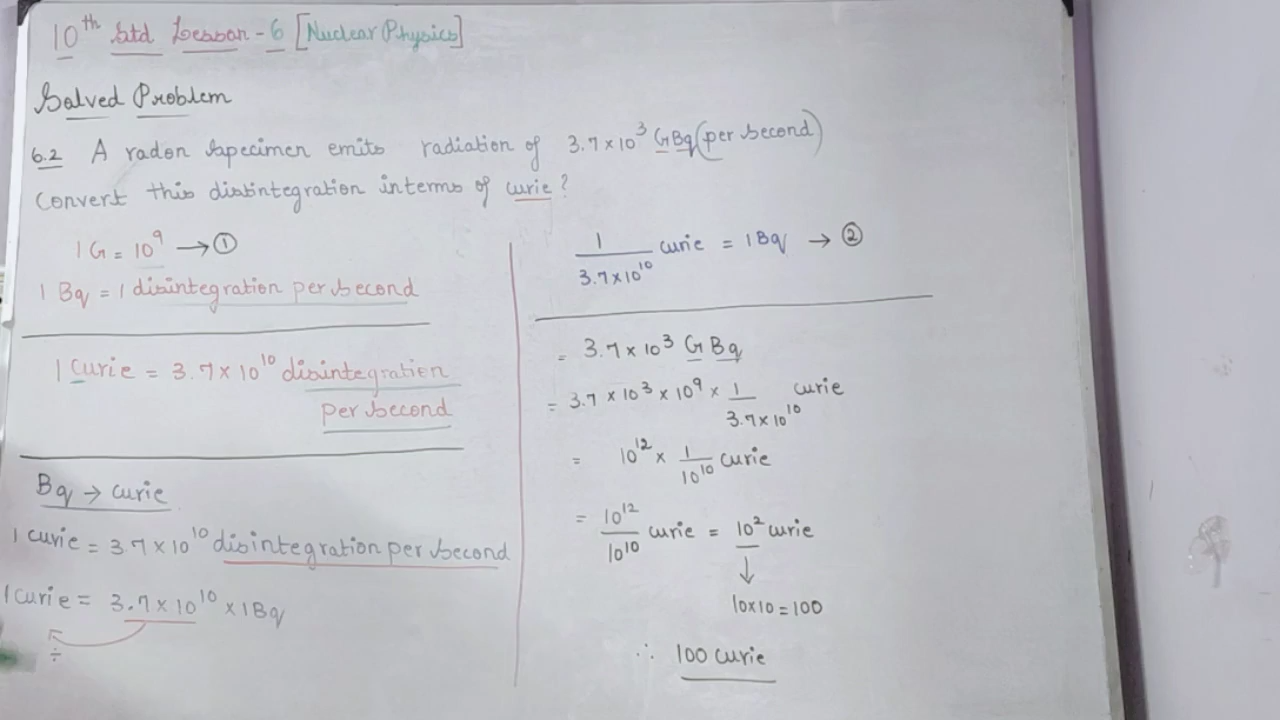 10th Std Lesson - 6 [Nuclear Physics]
Solved Problem
6.2 A radon specimen emits radiation of 3.7 × 10³ GBq (per second)
Convert this disintegration interms of curie?
1 G = 10⁹ → ①
1 Bq = 1 disintegration per second
1 curie = 3.7 × 10¹⁰ disintegration
per second
Bq → curie
1 curie = 3.7 × 10¹⁰ disintegration per second
1 curie = 3.7 × 10¹⁰ × 1Bq
÷
1 / 3.7 × 10¹⁰ curie = 1 Bq → ②
= 3.7 × 10³ G Bq
= 3.7 × 10³ × 10⁹ × 1 / 3.7 × 10¹⁰ curie
= 10¹² × 1 / 10¹⁰ curie
= 10¹² / 10¹⁰ curie = 10² curie
↓
10×10 = 100
∴ 100 curie